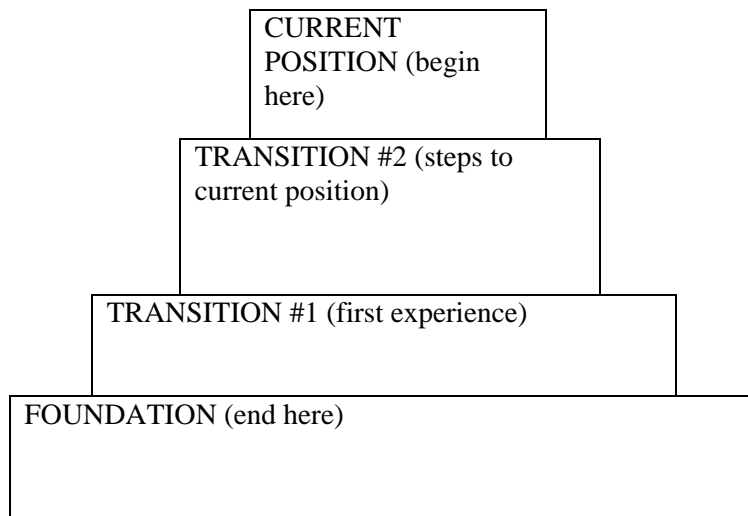 CURRENT
POSITION (begin
here)
TRANSITION #2 (steps to
current position)
TRANSITION #1 (first experience)
FOUNDATION (end here)